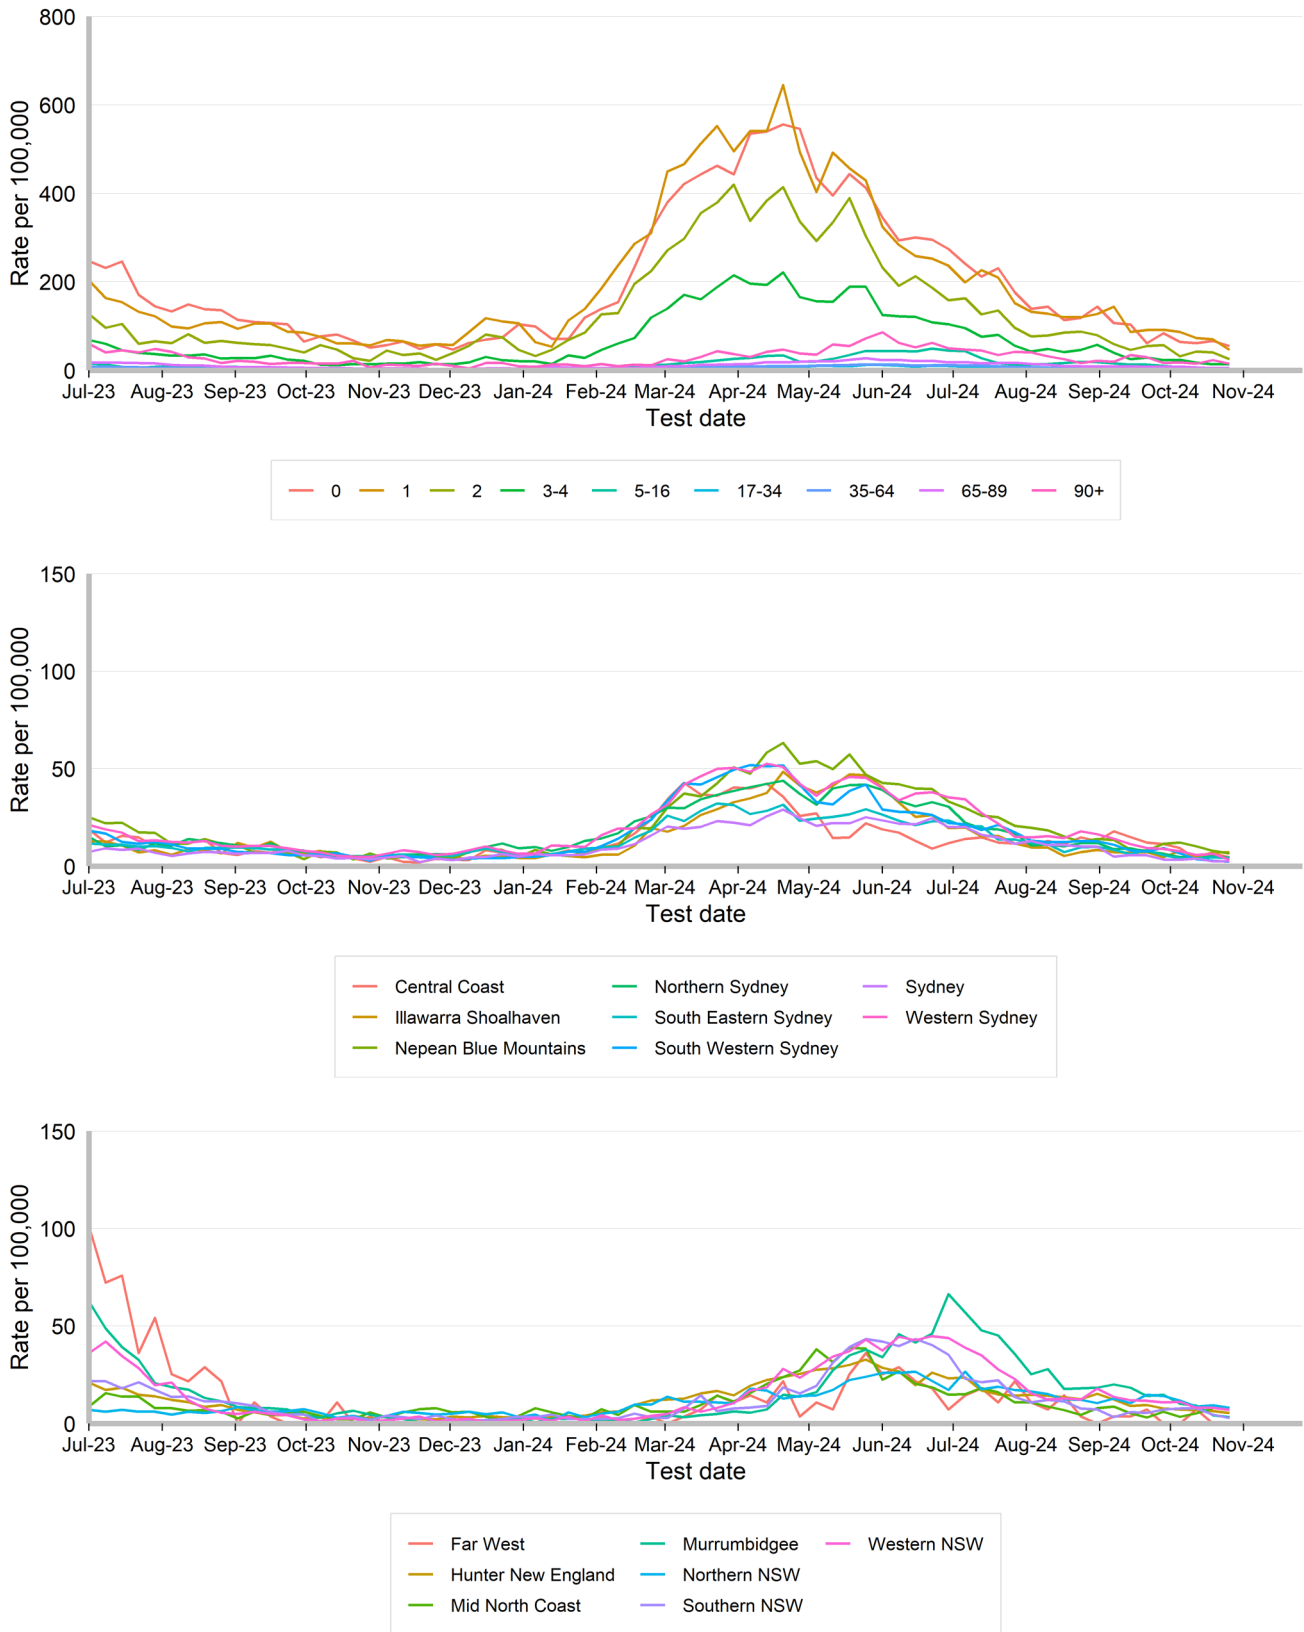 800
600
400
200
0
Rate per 100,000
Jul-23 Aug-23 Sep-23 Oct-23 Nov-23 Dec-23 Jan-24 Feb-24 Mar-24 Apr-24 May-24 Jun-24 Jul-24 Aug-24 Sep-24 Oct-24 Nov-24
Test date
0 1 2 3-4 5-16 17-34 35-64 65-89 90+
150
100
50
0
Rate per 100,000
Jul-23 Aug-23 Sep-23 Oct-23 Nov-23 Dec-23 Jan-24 Feb-24 Mar-24 Apr-24 May-24 Jun-24 Jul-24 Aug-24 Sep-24 Oct-24 Nov-24
Test date
Central Coast Northern Sydney Sydney
Illawarra Shoalhaven South Eastern Sydney Western Sydney
Nepean Blue Mountains South Western Sydney
150
100
50
0
Rate per 100,000
Jul-23 Aug-23 Sep-23 Oct-23 Nov-23 Dec-23 Jan-24 Feb-24 Mar-24 Apr-24 May-24 Jun-24 Jul-24 Aug-24 Sep-24 Oct-24 Nov-24
Test date
Far West Murrumbidgee Western NSW
Hunter New England Northern NSW
Mid North Coast Southern NSW